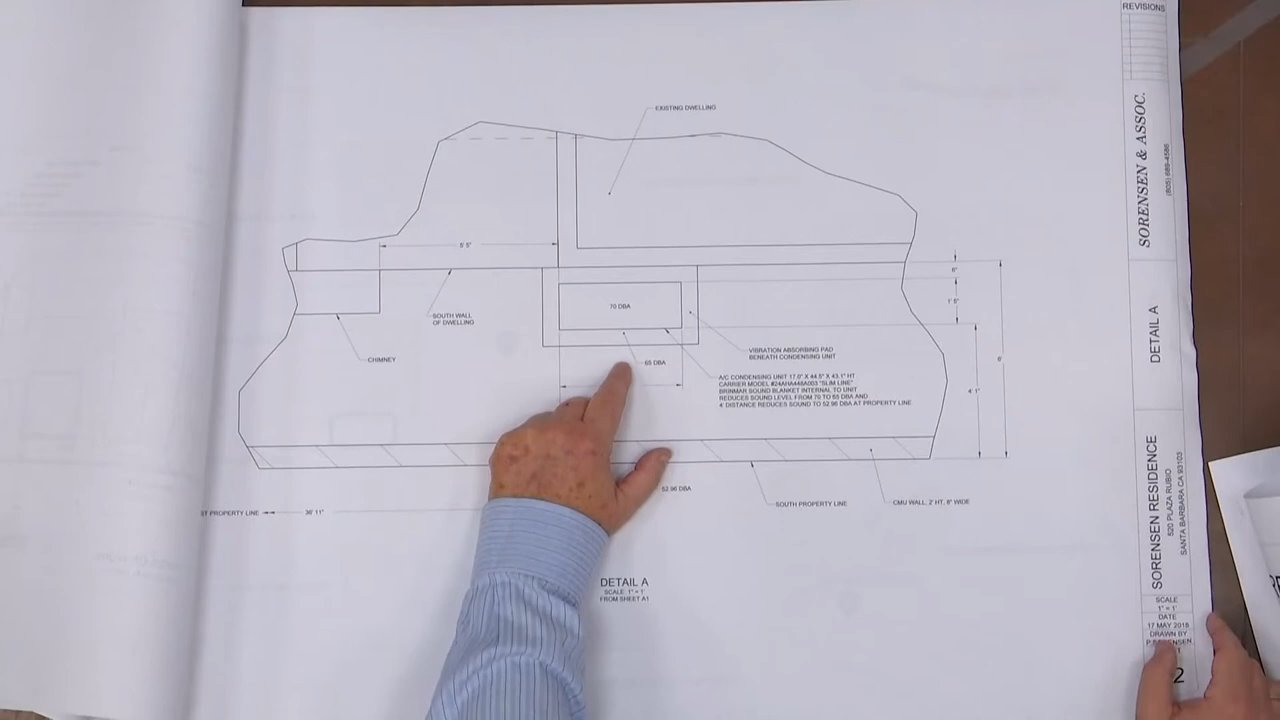 REVISIONS
SORENSEN & ASSOC.
(805) 689-4586
DETAIL A
SORENSEN RESIDENCE
520 PLAZA RUBIO
SANTA BARBARA CA 93103
SCALE
1" = 1'
DATE
17 MAY 2018
DRAWN BY
2
EXISTING DWELLING
5' 5"
6"
70 DBA
1' 5"
SOUTH WALL
OF DWELLING
VIBRATION ABSORBING PAD
BENEATH CONDENSING UNIT
CHIMNEY
65 DBA
6'
A/C CONDENSING UNIT 17.0" X 44.5" X 43.1" HT
CARRIER MODEL #24AHA448A003 "SLIM LINE"
BRINMAR SOUND BLANKET INTERNAL TO UNIT
REDUCES SOUND LEVEL FROM 70 TO 65 DBA AND
4' DISTANCE REDUCES SOUND TO 52.96 DBA AT PROPERTY LINE
4' 1"
52.96 DBA
SOUTH PROPERTY LINE
CMU WALL, 2' HT, 8" WIDE
ST PROPERTY LINE
36' 11"
DETAIL A
SCALE 1" = 1'
FROM SHEET A1